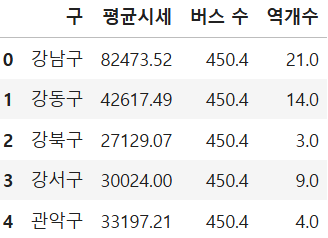 구 평균시세 버스 수 역개수
0 강남구 82473.52 450.4 21.0
1 강동구 42617.49 450.4 14.0
2 강북구 27129.07 450.4 3.0
3 강서구 30024.00 450.4 9.0
4 관악구 33197.21 450.4 4.0